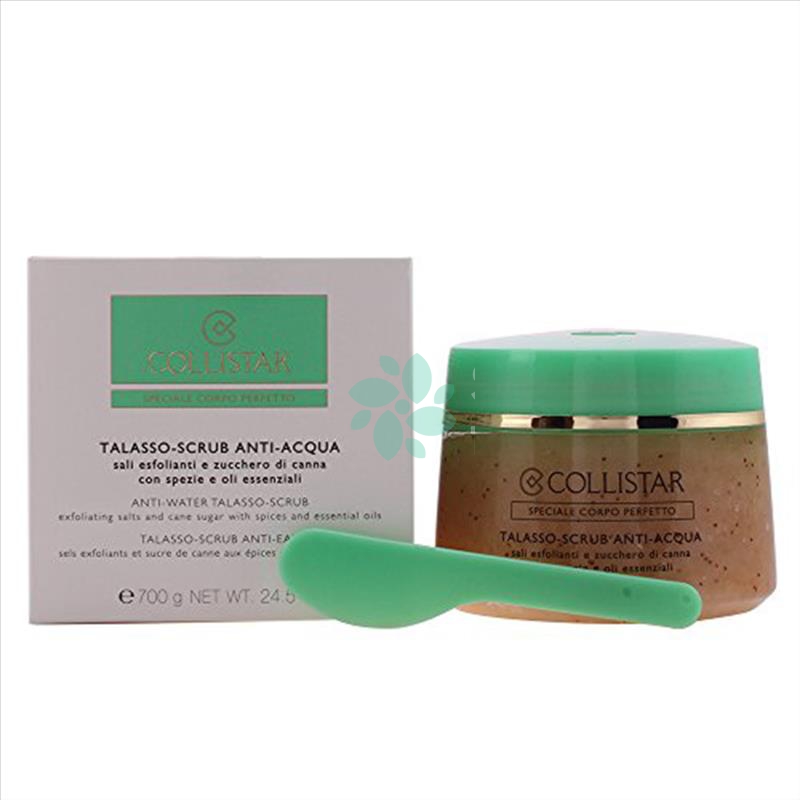 COLLISTAR
SPECIALE CORPO PERFETTO
TALASSO-SCRUB ANTI-ACQUA
sali esfolianti e zucchero di canna
con spezie e oli essenziali
ANTI-WATER TALASSO-SCRUB
exfoliating salts and cane sugar with spices and essential oils
TALASSO-SCRUB ANTI-EA
sels exfoliants et sucre de canne aux épices
℮700 g NET WT. 24.5
COLLISTAR
SPECIALE CORPO PERFETTO
TALASSO-SCRUB ANTI-ACQUA
sali esfolianti e zucchero di canna
e oli essenziali